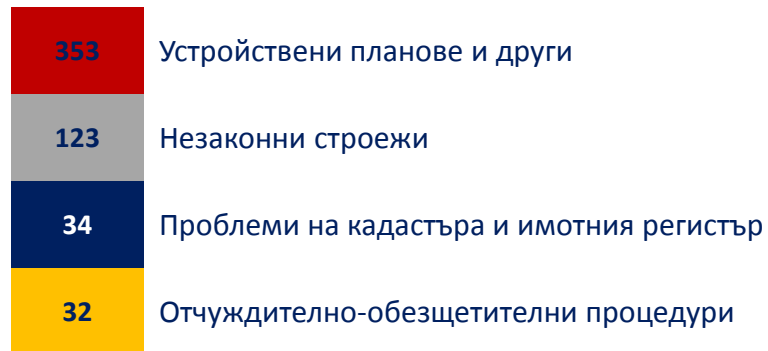 353 Устройствени планове и други
123 Незаконни строежи
34 Проблеми на кадастъра и имотния регистър
32 Отчуждително-обезщетителни процедури